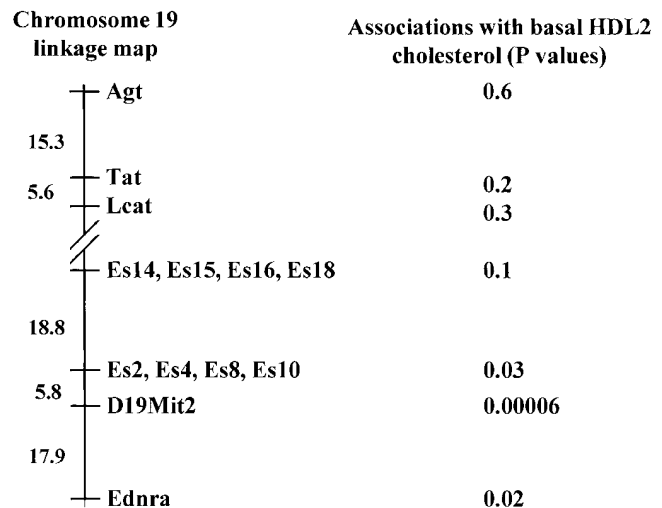 Chromosome 19
linkage map
Associations with basal HDL2
cholesterol (P values)
Agt 0.6
15.3
Tat 0.2
5.6
Lcat 0.3
Es14, Es15, Es16, Es18 0.1
18.8
Es2, Es4, Es8, Es10 0.03
5.8
D19Mit2 0.00006
17.9
Ednra 0.02